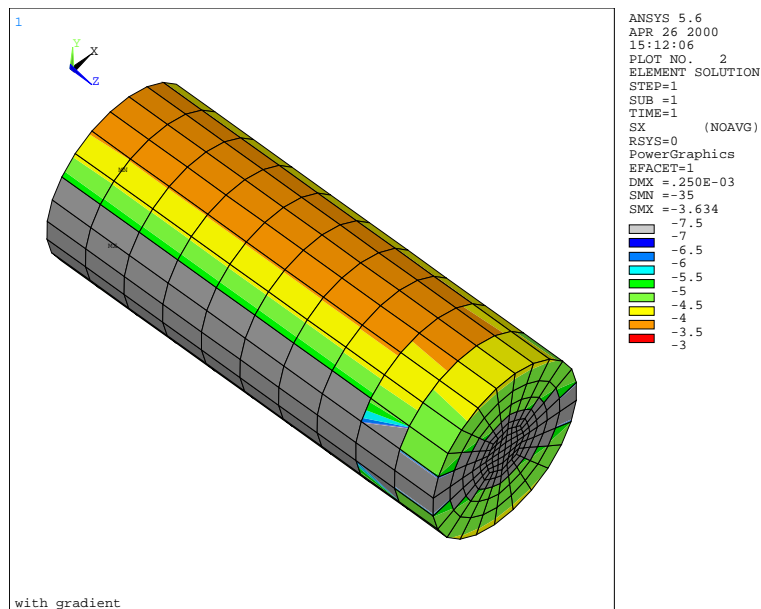 1
Y
X
Z
MN
MX
with gradient
ANSYS 5.6
APR 26 2000
15:12:06
PLOT NO. 2
ELEMENT SOLUTION
STEP=1
SUB =1
TIME=1
SX (NOAVG)
RSYS=0
PowerGraphics
EFACET=1
DMX =.250E-03
SMN =-35
SMX =-3.634
-7.5
-7
-6.5
-6
-5.5
-5
-4.5
-4
-3.5
-3